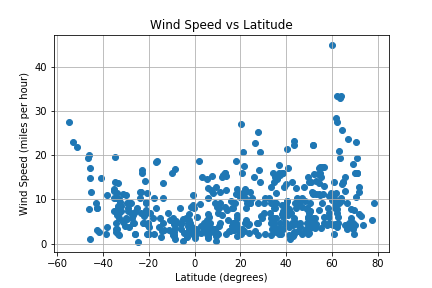 Wind Speed vs Latitude
Wind Speed (miles per hour)
40
30
20
10
0
−60 −40 −20 0 20 40 60 80
Latitude (degrees)